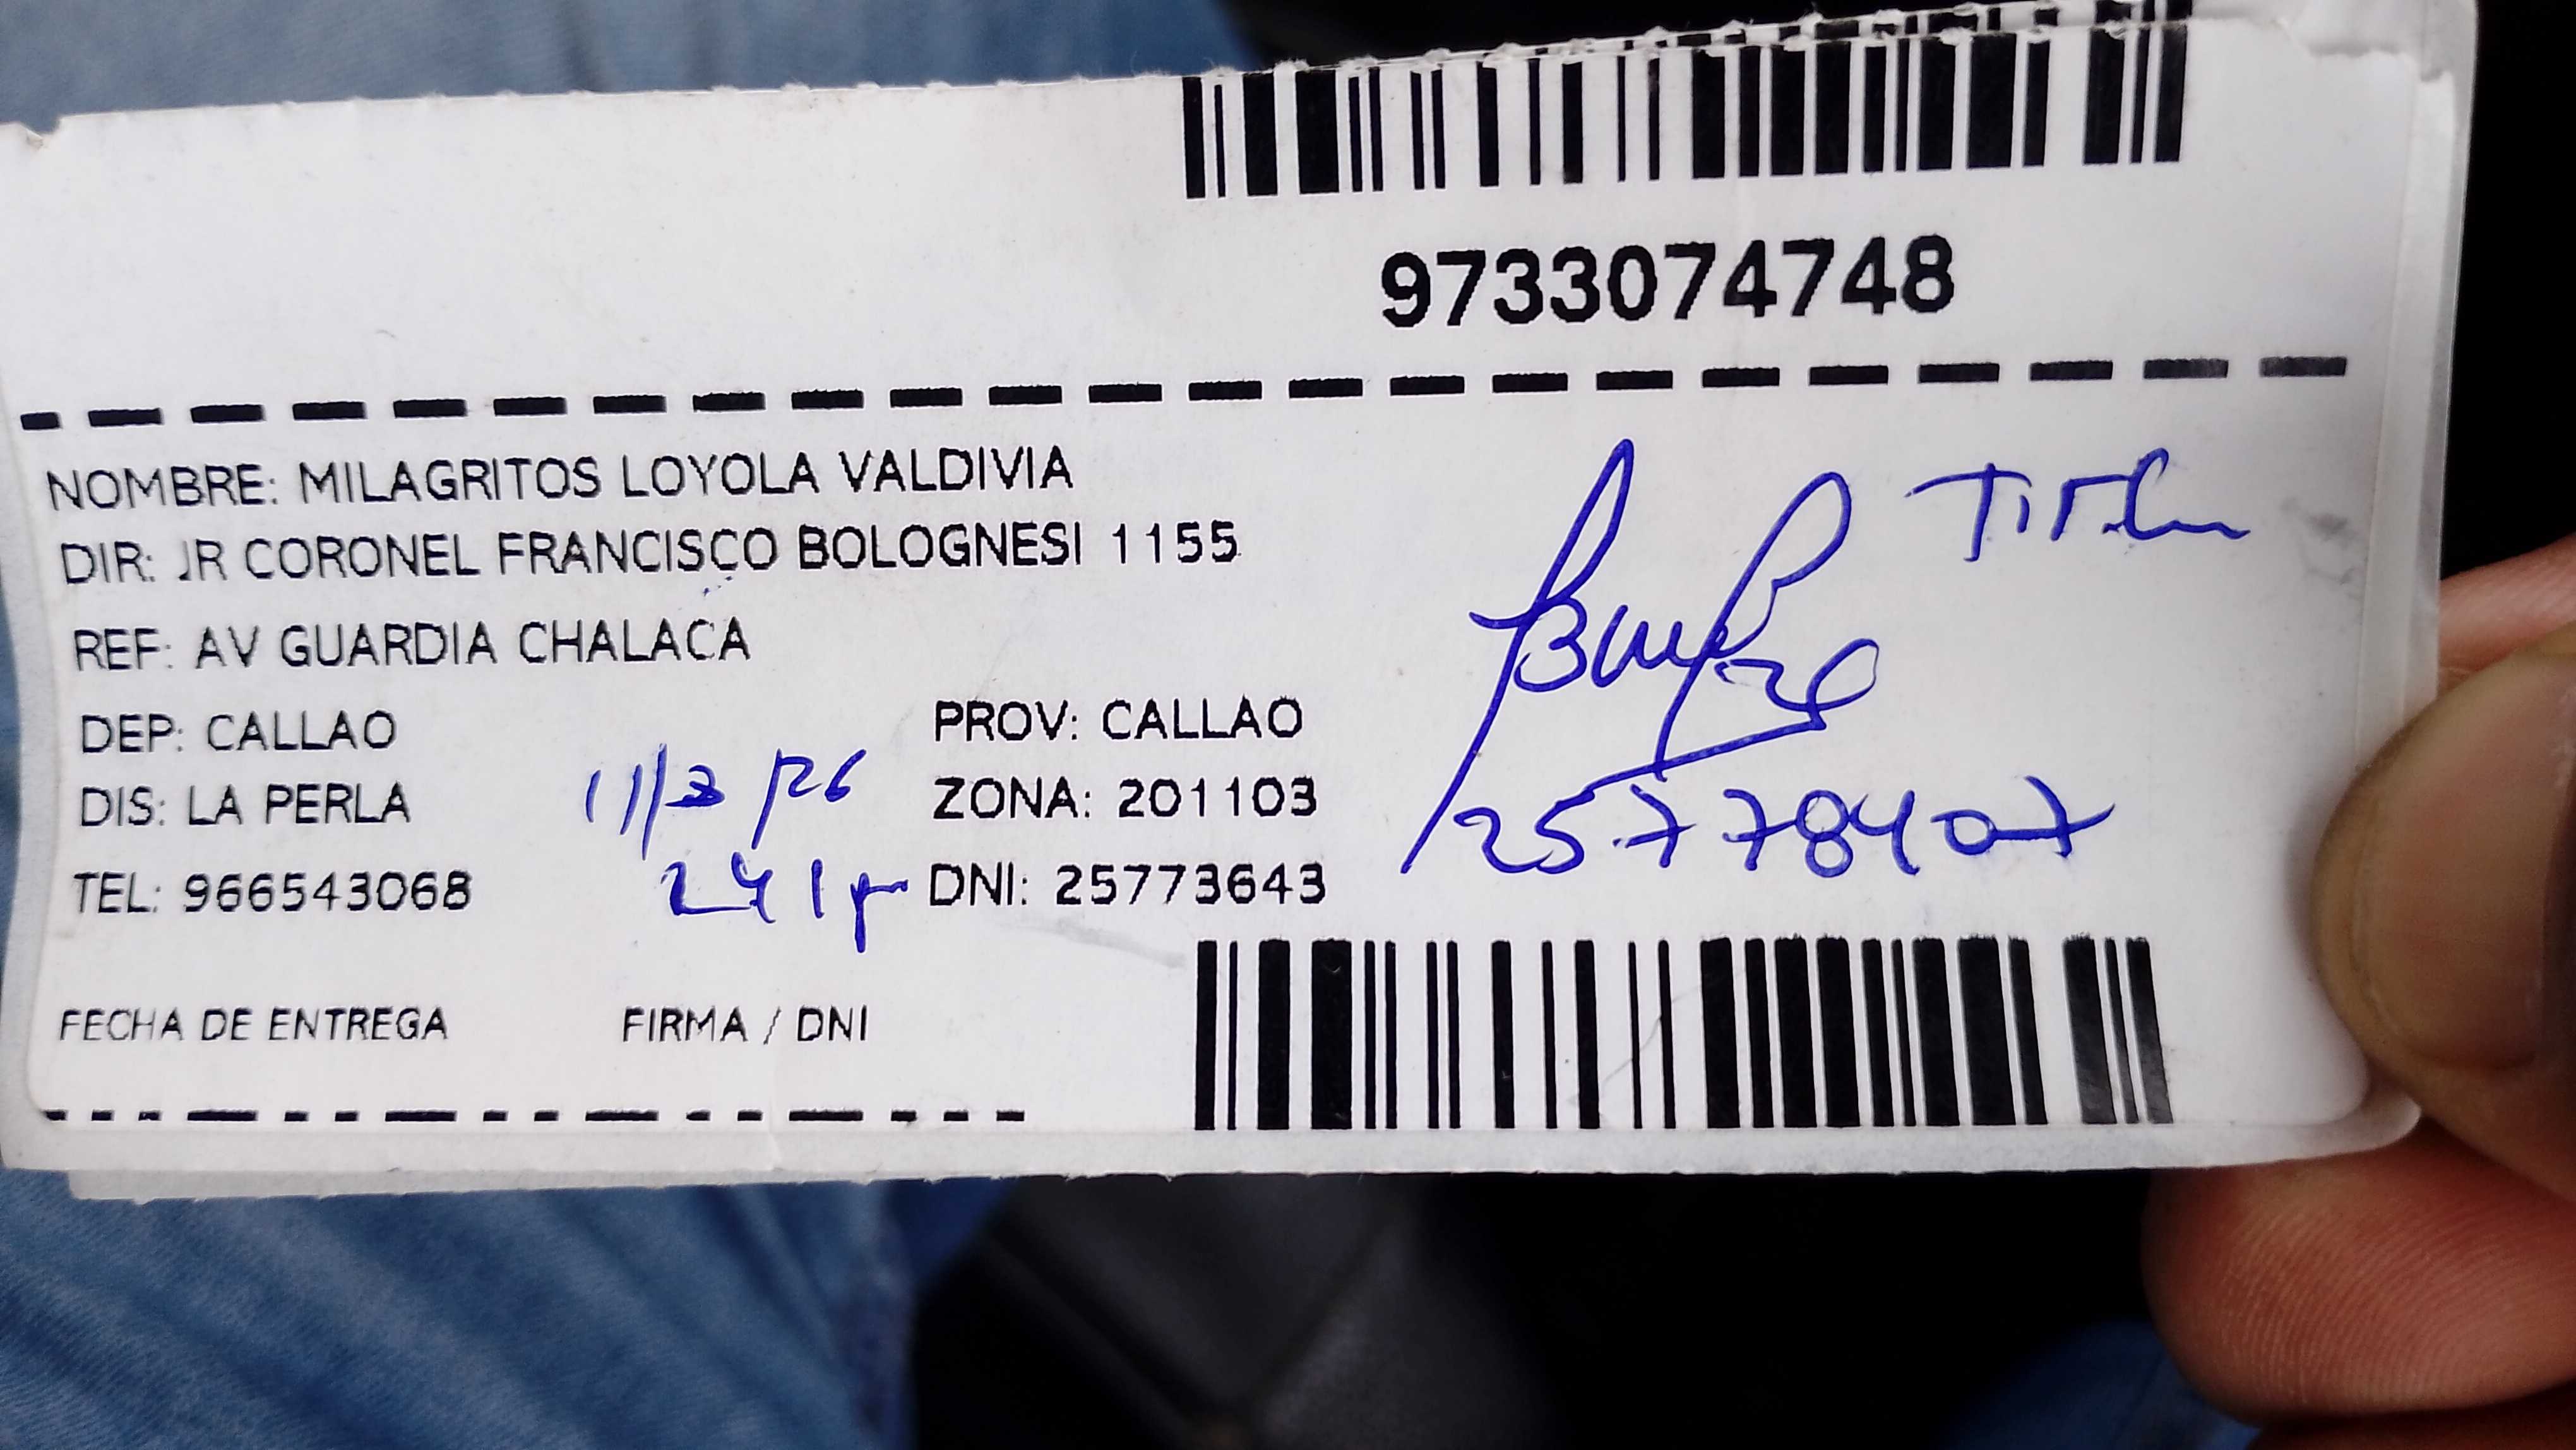 9733074748
NOMBRE: MILAGRITOS LOYOLA VALDIVIA
DIR: JR CORONEL FRANCISCO BOLOGNESI 1155
REF: AV GUARDIA CHALACA
DEP: CALLAO PROV: CALLAO
DIS: LA PERLA ZONA: 201103
TEL: 966543068 DNI: 25773643
25778407
FECHA DE ENTREGA FIRMA / DNI